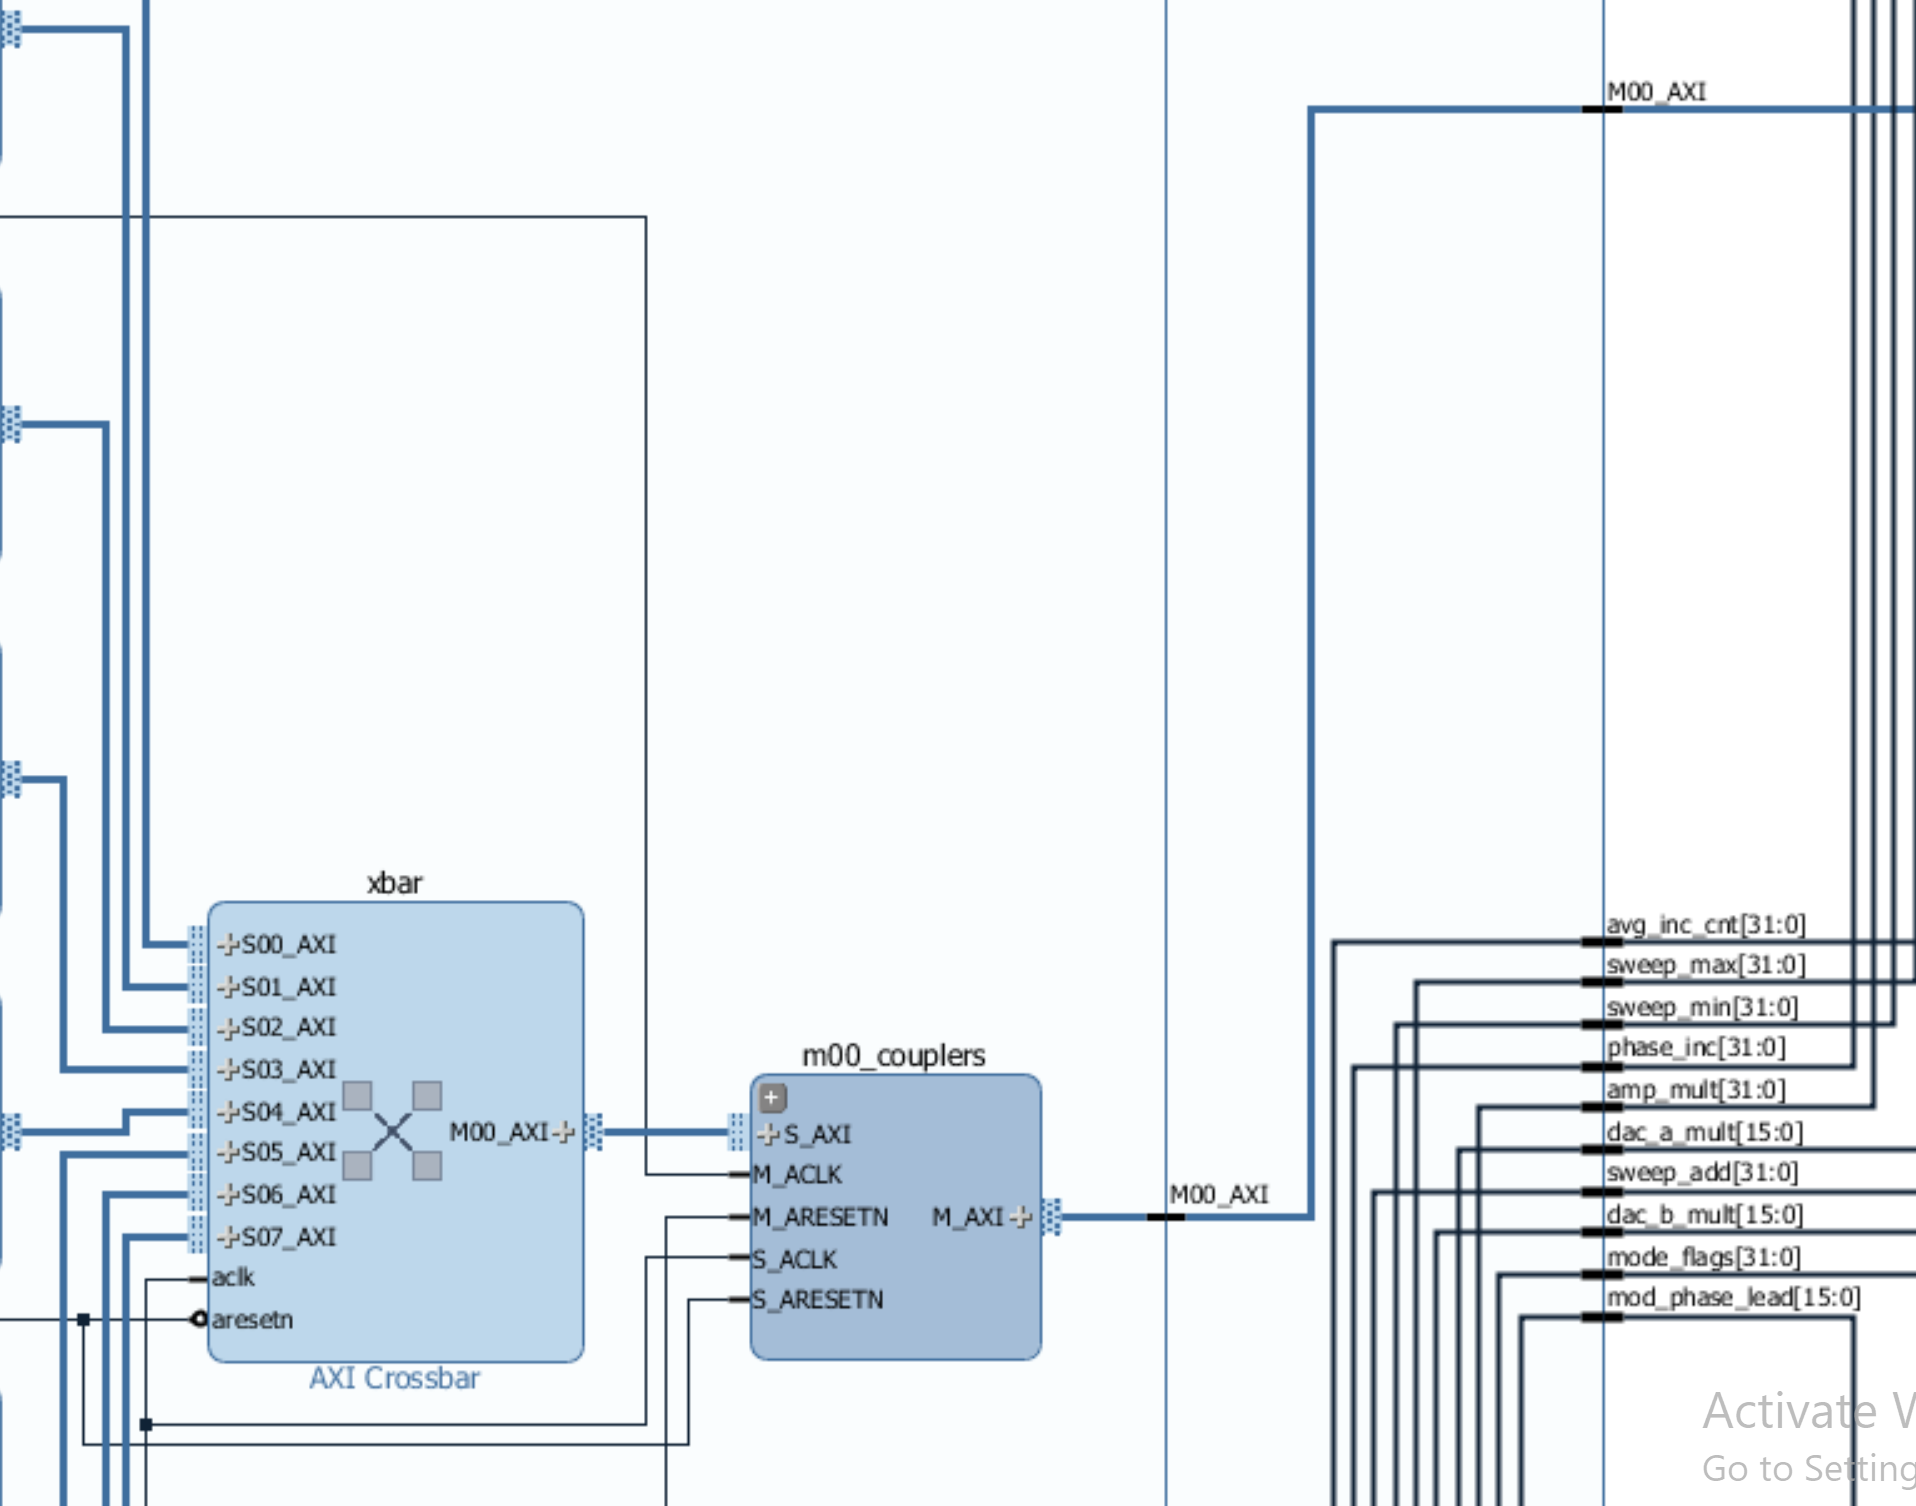 M00_AXI
xbar
S00_AXI
S01_AXI
S02_AXI
S03_AXI
S04_AXI
S05_AXI
S06_AXI
S07_AXI
aclk
aresetn
M00_AXI
AXI Crossbar
m00_couplers
S_AXI
M_ACLK
M_ARESETN
S_ACLK
S_ARESETN
M_AXI
M00_AXI
avg_inc_cnt[31:0]
sweep_max[31:0]
sweep_min[31:0]
phase_inc[31:0]
amp_mult[31:0]
dac_a_mult[15:0]
sweep_add[31:0]
dac_b_mult[15:0]
mode_flags[31:0]
mod_phase_lead[15:0]
Activate
Go to Setting